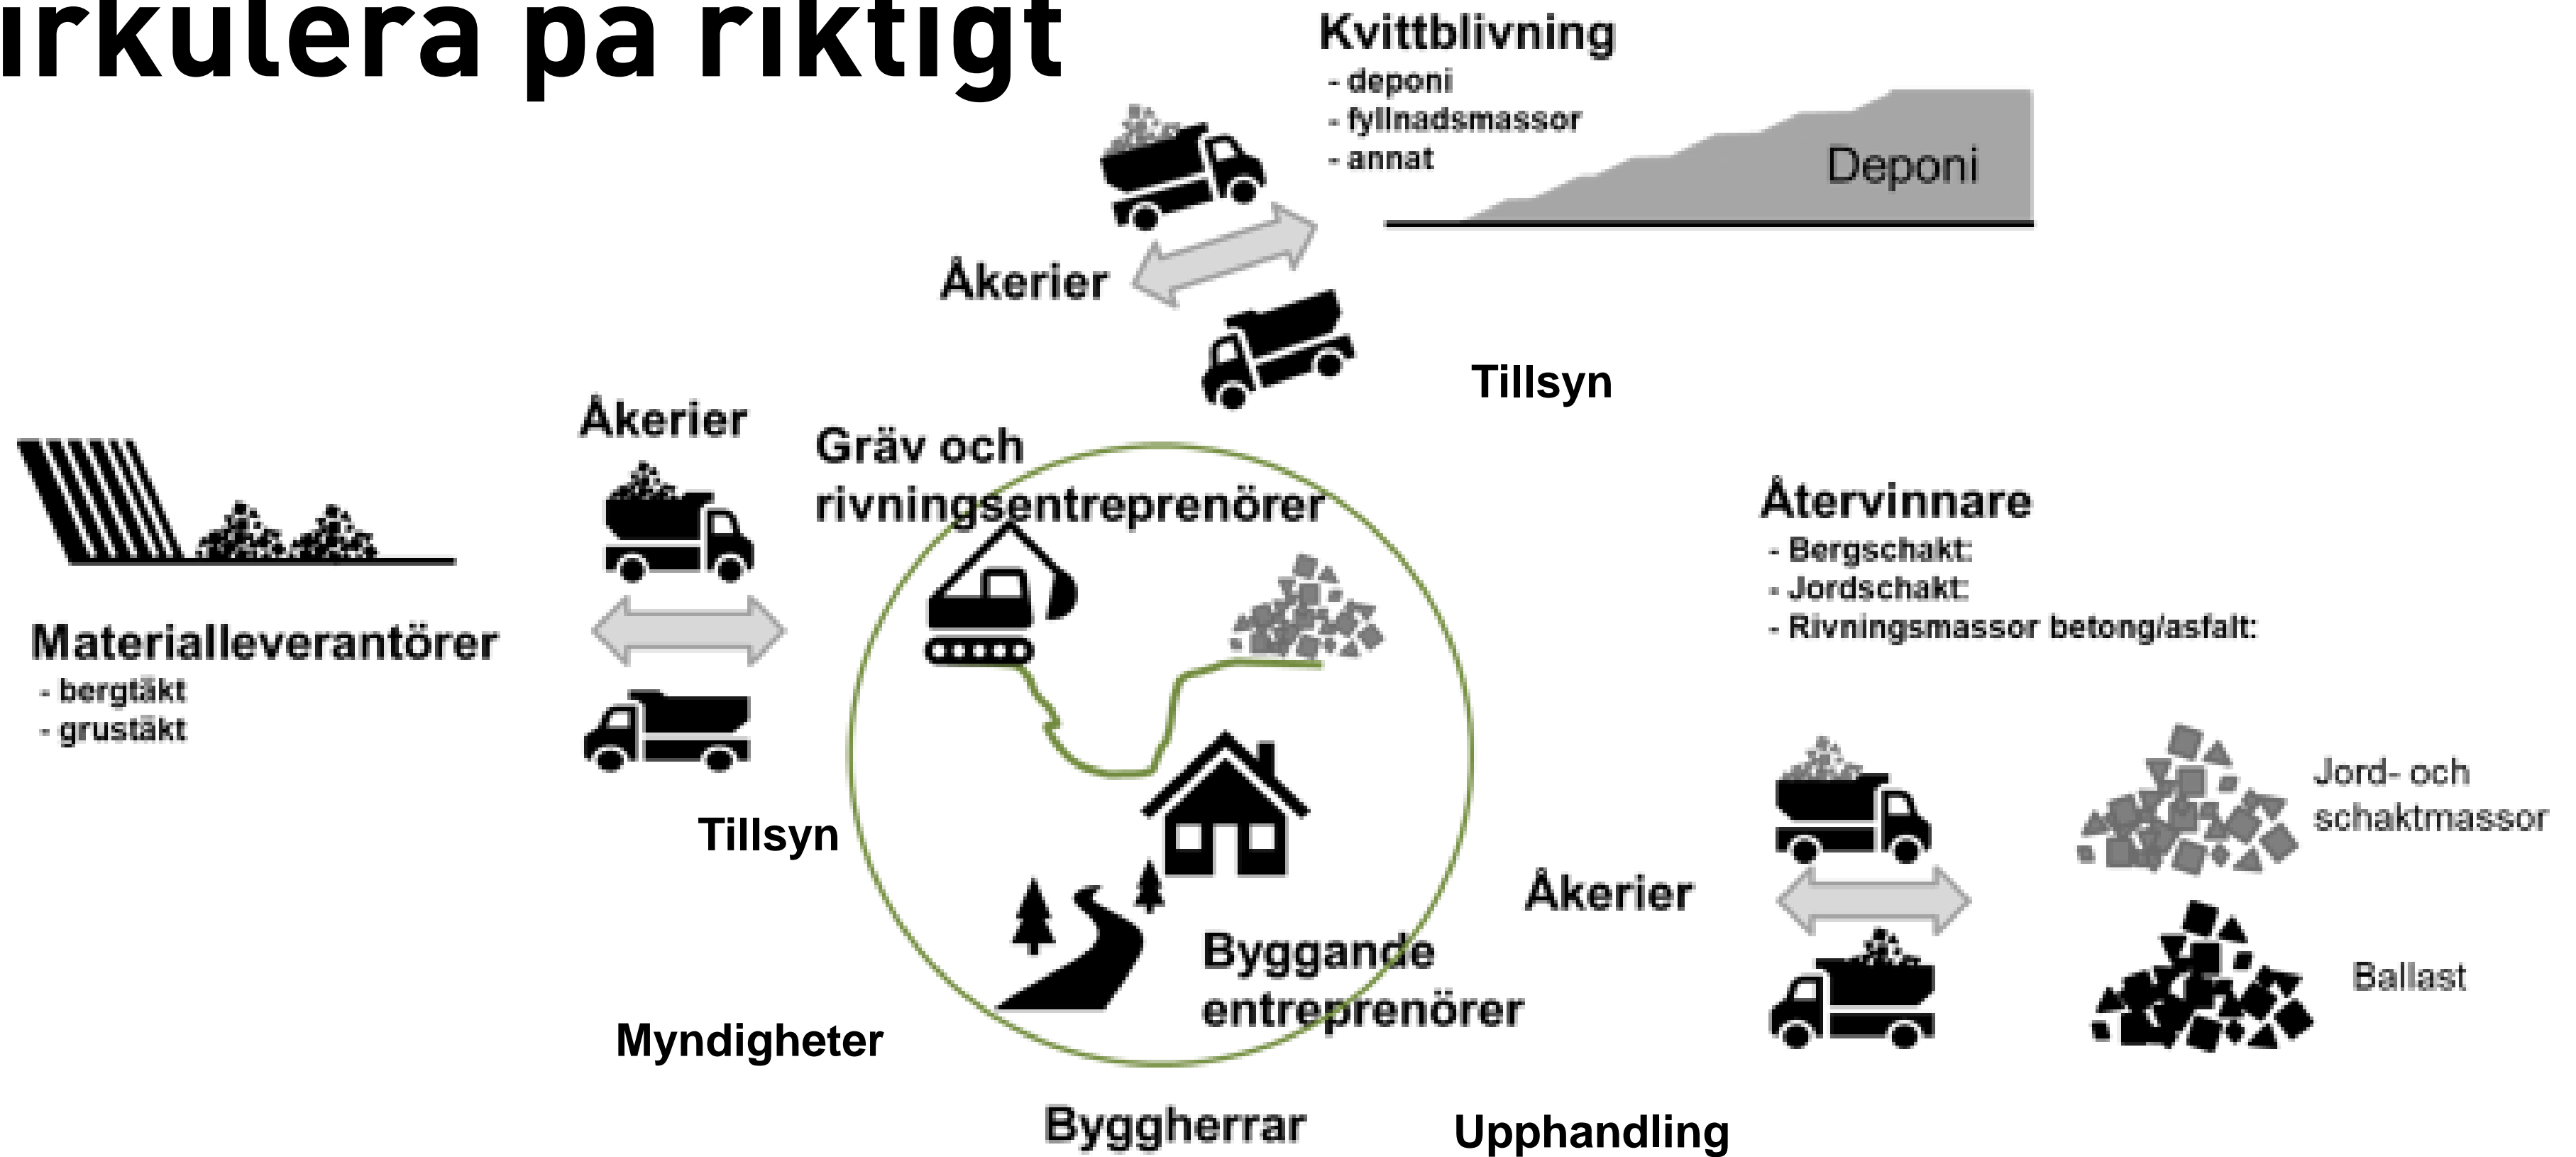 irkulera på riktigt
Kvittblivning
- deponi
- fyllnadsmassor
- annat
Deponi
Åkerier
Tillsyn
Åkerier
Gräv och
rivningsentreprenörer
Materialleverantörer
- bergtäkt
- grustäkt
Återvinnare
- Bergschakt:
- Jordschakt:
- Rivningsmassor betong/asfalt:
Tillsyn
Jord- och
schaktmassor
Åkerier
Byggande
entreprenörer
Ballast
Myndigheter
Byggherrar
Upphandling